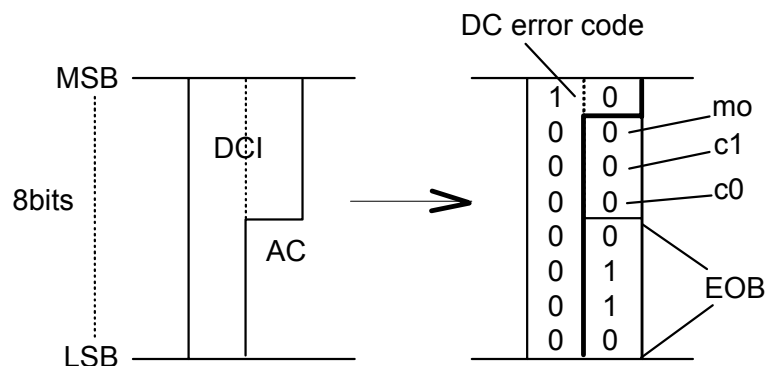 DC error code
MSB
1 0
0 0 mo
DCI
0 0 c1
8bits
0 0 c0
0 0
AC
0 1 EOB
0 1
LSB
0 0